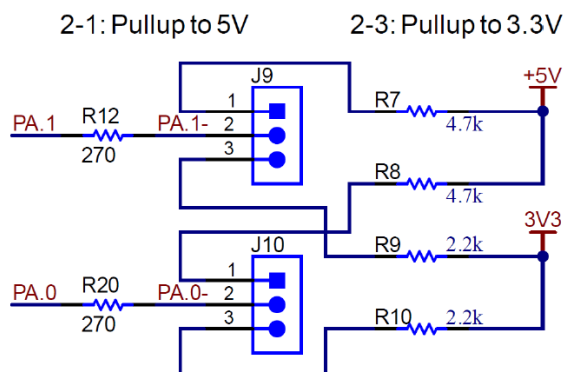 2-1: Pullup to 5V
2-3: Pullup to 3.3V
J9
+5V
R7
4.7k
1
PA.1
R12
PA.1-
2
270
3
R8
4.7k
3V3
J10
R9
2.2k
1
PA.0
R20
PA.0-
2
270
3
R10
2.2k